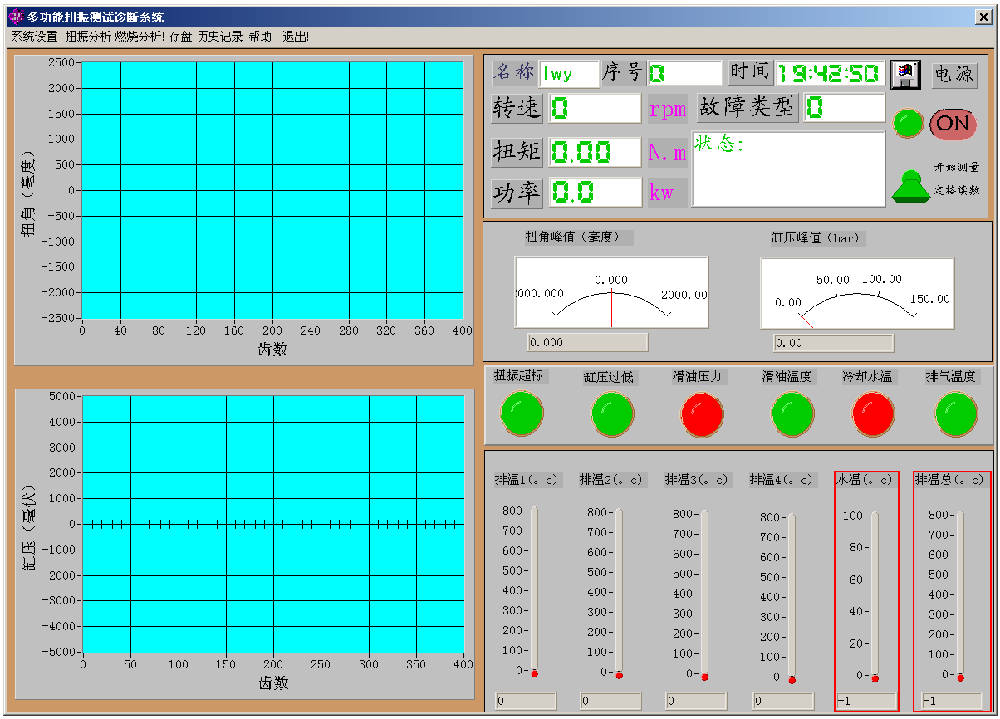 多功能扭振测试诊断系统
系统设置 扭振分析 燃烧分析! 存盘! 历史记录 帮助 退出!
2500
2000
1500
1000
500
0
-500
-1000
-1500
-2000
-2500
扭角（毫度）
0 40 80 120 160 200 240 280 320 360 400
齿数
5000
4000
3000
2000
1000
0
-1000
-2000
-3000
-4000
-5000
缸压（毫伏）
0 50 100 150 200 250 300 350 400
齿数
名称 lwy 序号 0 时间 19:42:50 电源
转速 0 rpm 故障类型 0
ON
扭矩 0.00 N.m 状态:
开始测量
功率 0.0 kw
定格读数
扭角峰值（毫度） 缸压峰值（bar）
000.000 0.000 2000.00
0.00 50.00 100.00 150.00
0.000 0.00
扭振超标 缸压过低 滑油压力 滑油温度 冷却水温 排气温度
排温1(。c) 排温2(。c) 排温3(。c) 排温4(。c) 水温(。c) 排温总(。c)
800 800 800 800 100 800
700 700 700 700 80 700
600 600 600 600 60 600
500 500 500 500 40 500
400 400 400 400 20 400
300 300 300 300 0 300
200 200 200 200 200
100 100 100 100 100
0 0 0 0 0
0 0 0 0 -1 -1